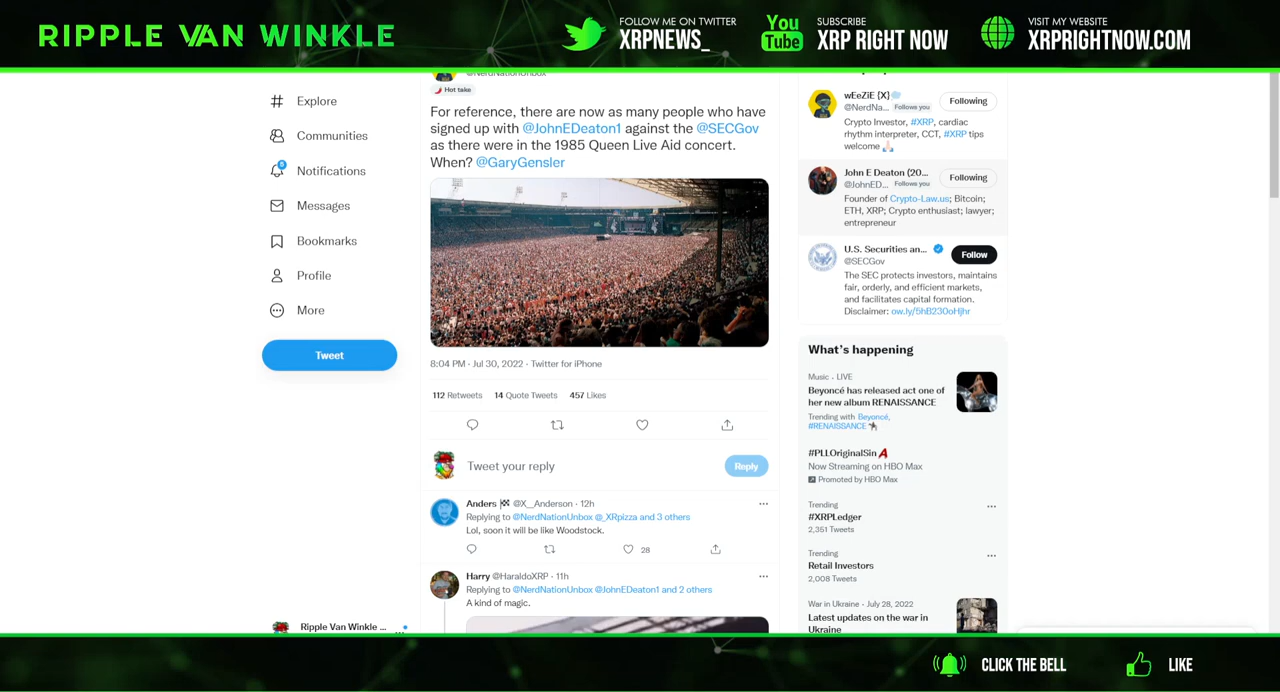 RIPPLE VAN WINKLE
FOLLOW ME ON TWITTER
XRPNEWS_
You
Tube
SUBSCRIBE
XRP RIGHT NOW
VISIT MY WEBSITE
XRPRIGHTNOW.COM
Explore
Communities
Notifications
Messages
Bookmarks
Profile
More
Tweet
Ripple Van Winkle ...
@NerdNationUnbox
Hot take
For reference, there are now as many people who have
signed up with @JohnEDeaton1 against the @SECGov
as there were in the 1985 Queen Live Aid concert.
When? @GaryGensler
8:04 PM · Jul 30, 2022 · Twitter for iPhone
112 Retweets 14 Quote Tweets 457 Likes
Tweet your reply
Reply
Anders @X__Anderson · 12h
Replying to @NerdNationUnbox @_XRpizza and 3 others
Lol, soon it will be like Woodstock.
28
Harry @HaraldoXRP · 11h
Replying to @NerdNationUnbox @JohnEDeaton1 and 2 others
A kind of magic.
wEeZiE {X}
@NerdNa... Follows you
Following
Crypto Investor, #XRP, cardiac
rhythm interpreter, CCT, #XRP tips
welcome
John E Deaton (20...
@JohnED... Follows you
Following
Founder of Crypto-Law.us; Bitcoin;
ETH, XRP; Crypto enthusiast; lawyer;
entrepreneur
U.S. Securities an...
@SECGov
Follow
The SEC protects investors, maintains
fair, orderly, and efficient markets,
and facilitates capital formation.
Disclaimer: ow.ly/5hB230oHjhr
What's happening
Music · LIVE
Beyoncé has released act one of
her new album RENAISSANCE
Trending with Beyoncé,
#RENAISSANCE
#PLLOriginalSin
Now Streaming on HBO Max
Promoted by HBO Max
Trending
#XRPLedger
2,351 Tweets
Trending
Retail Investors
2,008 Tweets
War in Ukraine · July 28, 2022
Latest updates on the war in
Ukraine
CLICK THE BELL
LIKE